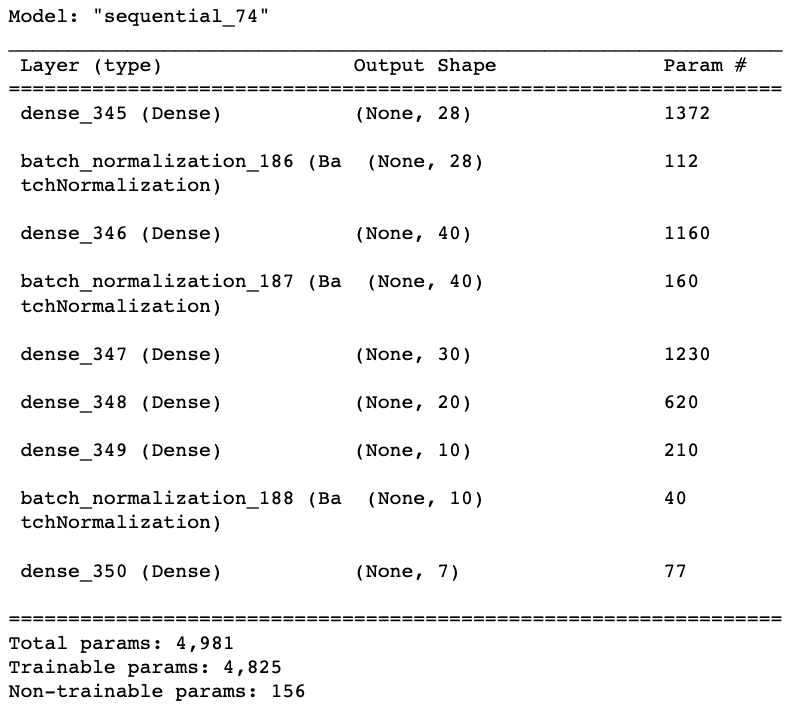 Model: "sequential_74"
_________________________________________________________________
Layer (type) Output Shape Param #
=================================================================
dense_345 (Dense) (None, 28) 1372
batch_normalization_186 (Ba (None, 28) 112
tchNormalization)
dense_346 (Dense) (None, 40) 1160
batch_normalization_187 (Ba (None, 40) 160
tchNormalization)
dense_347 (Dense) (None, 30) 1230
dense_348 (Dense) (None, 20) 620
dense_349 (Dense) (None, 10) 210
batch_normalization_188 (Ba (None, 10) 40
tchNormalization)
dense_350 (Dense) (None, 7) 77
=================================================================
Total params: 4,981
Trainable params: 4,825
Non-trainable params: 156